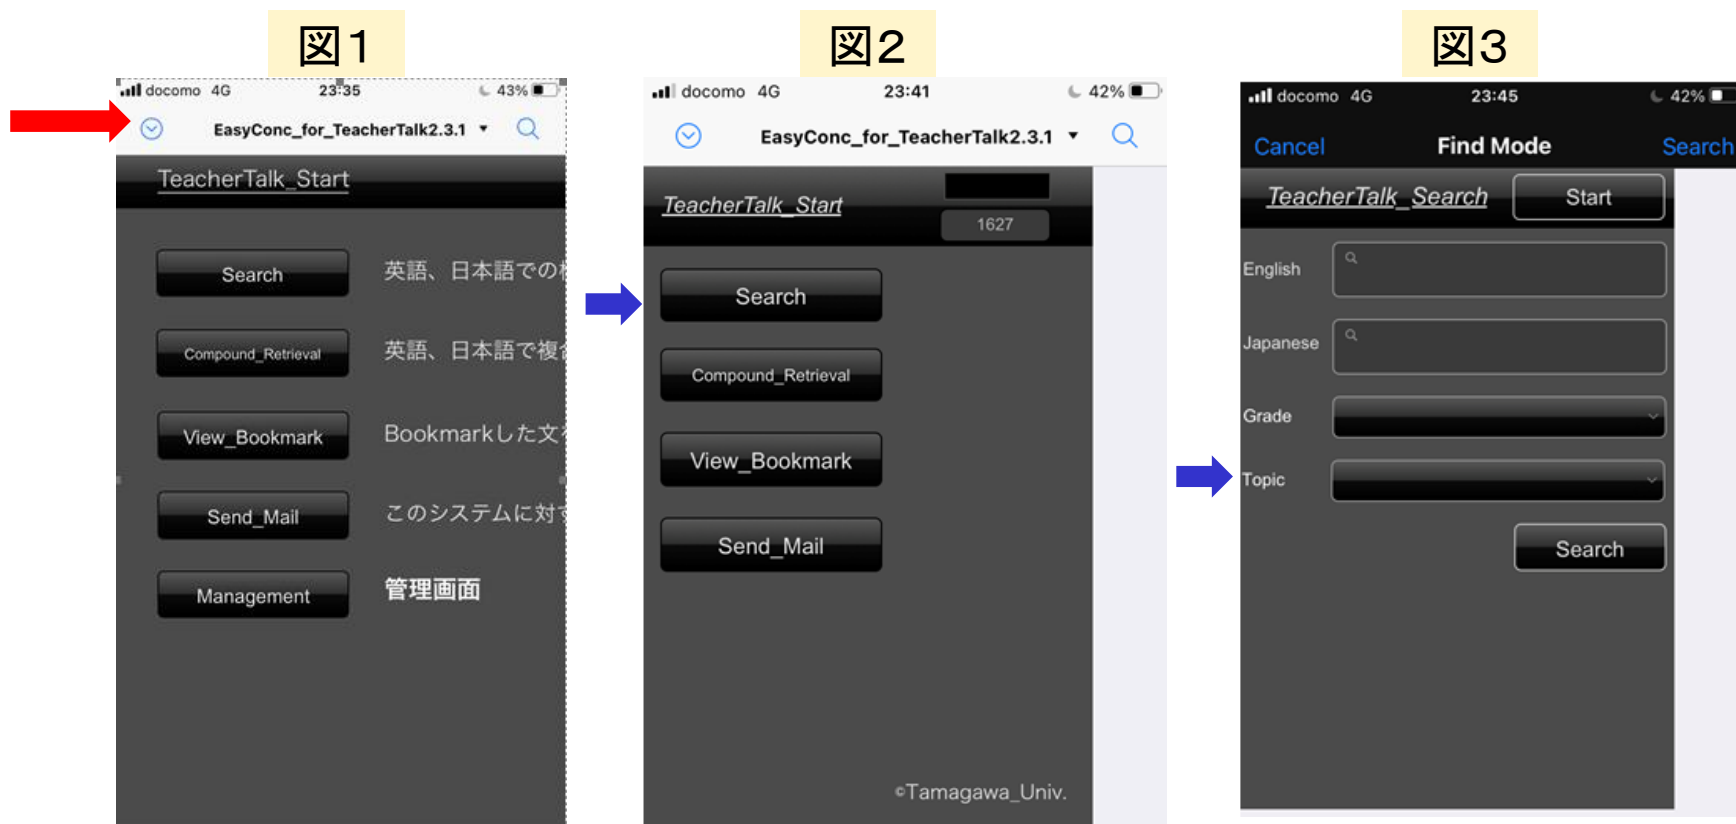 図1
docomo 4G 23:35 43%
EasyConc_for_TeacherTalk2.3.1
TeacherTalk_Start
Search 英語、日本語での
Compound_Retrieval 英語、日本語で複
View_Bookmark Bookmarkした文
Send_Mail このシステムに対
Management 管理画面
図2
docomo 4G 23:41 42%
EasyConc_for_TeacherTalk2.3.1
TeacherTalk_Start
1627
Search
Compound_Retrieval
View_Bookmark
Send_Mail
©Tamagawa_Univ.
図3
docomo 4G 23:45 42%
Cancel Find Mode Search
TeacherTalk_Search Start
English
Japanese
Grade
Topic
Search